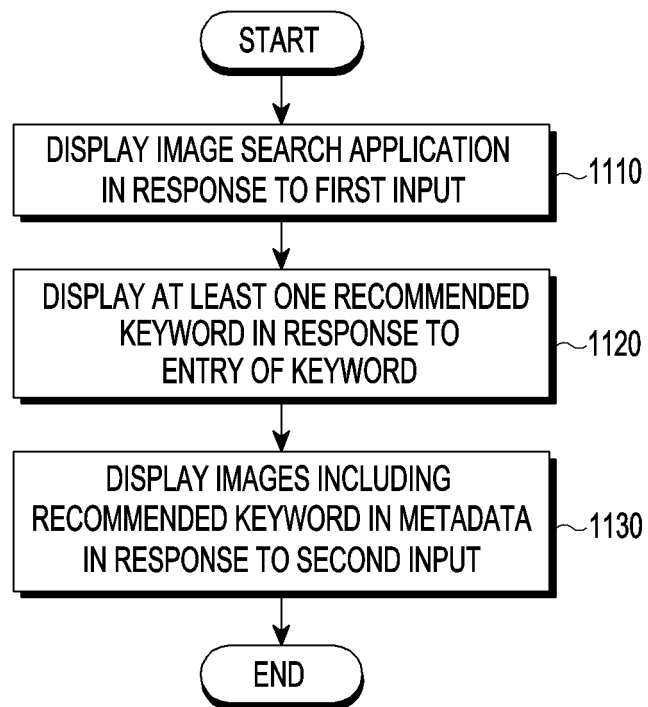 START
DISPLAY IMAGE SEARCH APPLICATION
IN RESPONSE TO FIRST INPUT
1110
DISPLAY AT LEAST ONE RECOMMENDED
KEYWORD IN RESPONSE TO
ENTRY OF KEYWORD
1120
DISPLAY IMAGES INCLUDING
RECOMMENDED KEYWORD IN METADATA
IN RESPONSE TO SECOND INPUT
1130
END